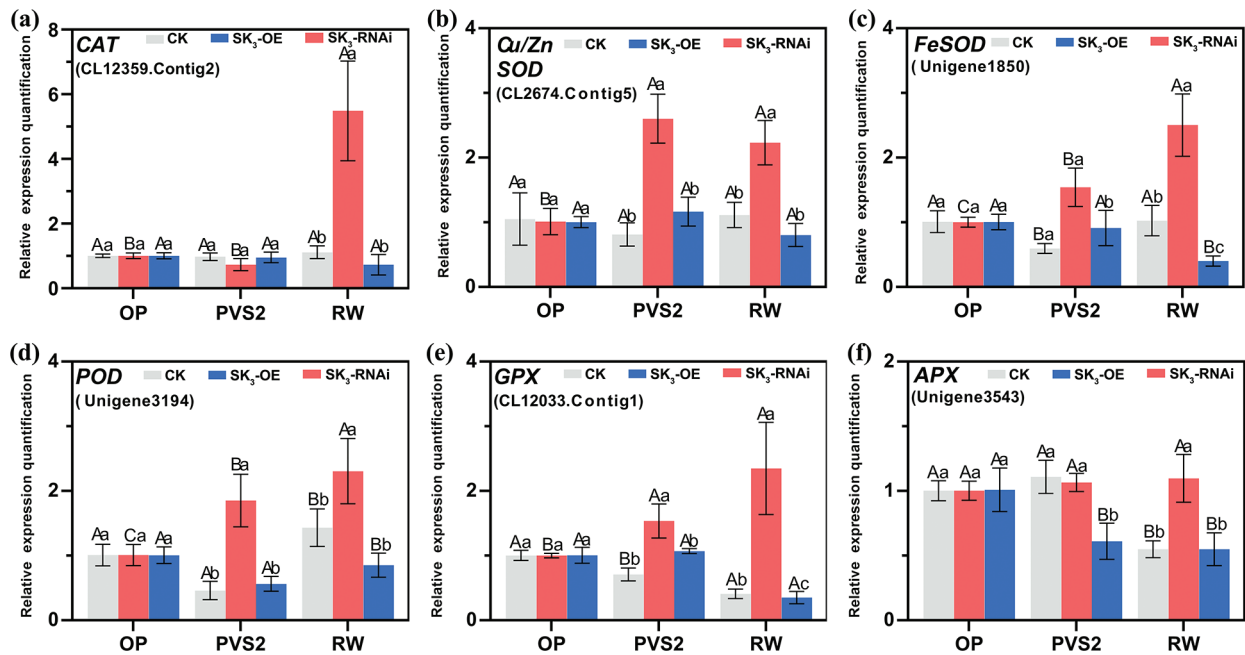 (a)
CAT
(CL12359.Contig2)
CK SK₃-OE SK₃-RNAi
Relative expression quantification
8
6
4
2
0
Aa Ba Aa
Aa Ba Aa
Ab Aa Ab
OP PVS2 RW
(b)
Cu/Zn
SOD
(CL2674.Contig5)
CK SK₃-OE SK₃-RNAi
Relative expression quantification
4
2
0
Aa Ba Aa
Ab Aa Ab
Ab Aa Ab
OP PVS2 RW
(c)
FeSOD
( Unigene1850)
CK SK₃-OE SK₃-RNAi
Relative expression quantification
4
2
0
Aa Ca Aa
Ba Ba Ab
Ab Aa Bc
OP PVS2 RW
(d)
POD
( Unigene3194)
CK SK₃-OE SK₃-RNAi
Relative expression quantification
4
2
0
Aa Ca Aa
Ab Ba Ab
Bb Aa Bb
OP PVS2 RW
(e)
GPX
(CL12033.Contig1)
CK SK₃-OE SK₃-RNAi
Relative expression quantification
4
2
0
Aa Ba Aa
Bb Aa Ab
Ab Aa Ac
OP PVS2 RW
(f)
APX
(Unigene3543)
CK SK₃-OE SK₃-RNAi
Relative expression quantification
2
1
0
Aa Aa Aa
Aa Aa Bb
Bb Aa Bb
OP PVS2 RW